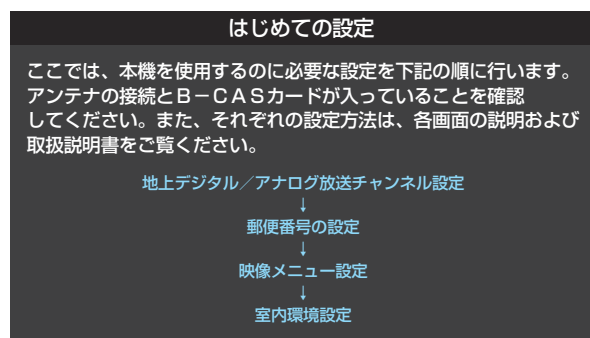 はじめての設定
ここでは、本機を使用するのに必要な設定を下記の順に行います。
アンテナの接続とB－CASカードが入っていることを確認
してください。また、それぞれの設定方法は、各画面の説明および
取扱説明書をご覧ください。
地上デジタル／アナログ放送チャンネル設定
↓
郵便番号の設定
↓
映像メニュー設定
↓
室内環境設定